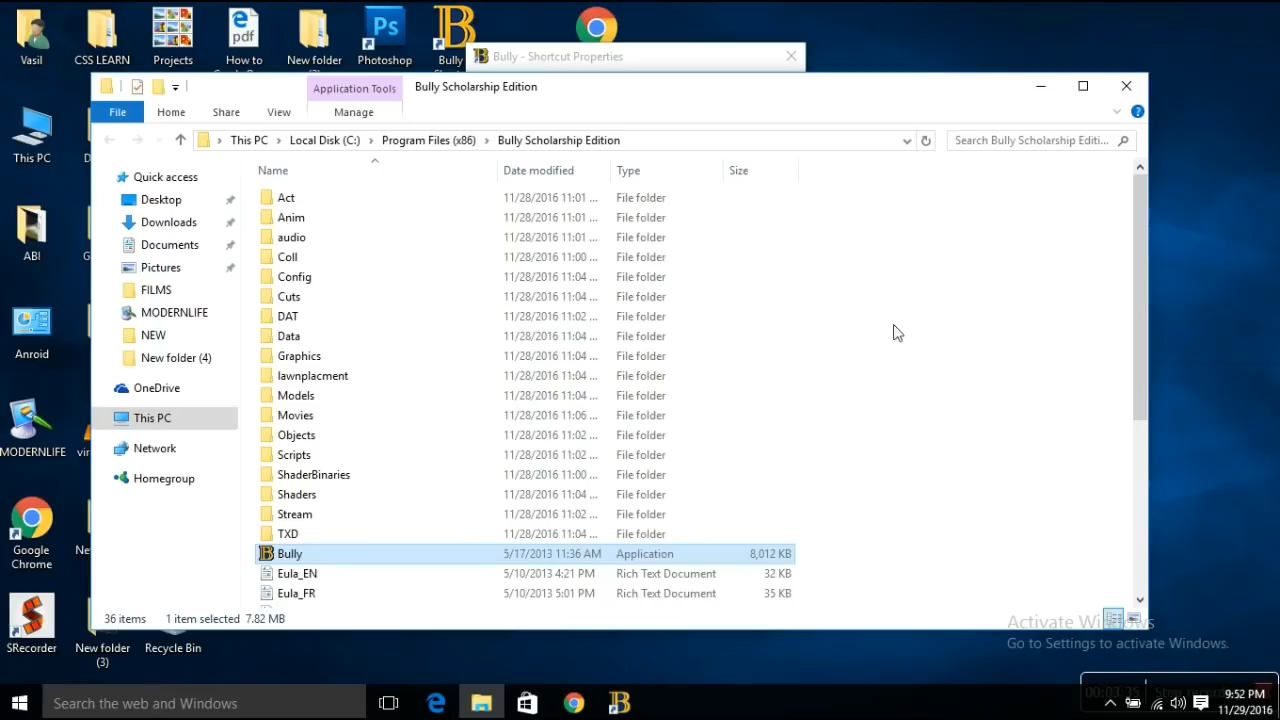 Vasil
CSS LEARN
Projects
How to
New folder
Photoshop
Bully
Bully - Shortcut Properties
Application Tools
Bully Scholarship Edition
File
Home
Share
View
Manage
This PC > Local Disk (C:) > Program Files (x86) > Bully Scholarship Edition
Search Bully Scholarship Editi...
Name
Date modified
Type
Size
Quick access
Desktop
Downloads
Documents
Pictures
FILMS
MODERNLIFE
NEW
New folder (4)
OneDrive
This PC
Network
Homegroup
Act 11/28/2016 11:01 ... File folder
Anim 11/28/2016 11:01 ... File folder
audio 11/28/2016 11:01 ... File folder
Coll 11/28/2016 11:00 ... File folder
Config 11/28/2016 11:04 ... File folder
Cuts 11/28/2016 11:04 ... File folder
DAT 11/28/2016 11:02 ... File folder
Data 11/28/2016 11:04 ... File folder
Graphics 11/28/2016 11:04 ... File folder
lawnplacment 11/28/2016 11:04 ... File folder
Models 11/28/2016 11:04 ... File folder
Movies 11/28/2016 11:06 ... File folder
Objects 11/28/2016 11:02 ... File folder
Scripts 11/28/2016 11:02 ... File folder
ShaderBinaries 11/28/2016 11:00 ... File folder
Shaders 11/28/2016 11:04 ... File folder
Stream 11/28/2016 11:02 ... File folder
TXD 11/28/2016 11:04 ... File folder
Bully 5/17/2013 11:36 AM Application 8,012 KB
Eula_EN 5/10/2013 4:21 PM Rich Text Document 32 KB
Eula_FR 5/10/2013 5:01 PM Rich Text Document 35 KB
36 items 1 item selected 7.82 MB
This PC
ABI
Anroid
MODERNLIFE
Google
Chrome
SRecorder
New folder
(3)
Recycle Bin
Activate Windows
Go to Settings to activate Windows.
Search the web and Windows
00:03:35
9:52 PM
11/29/2016